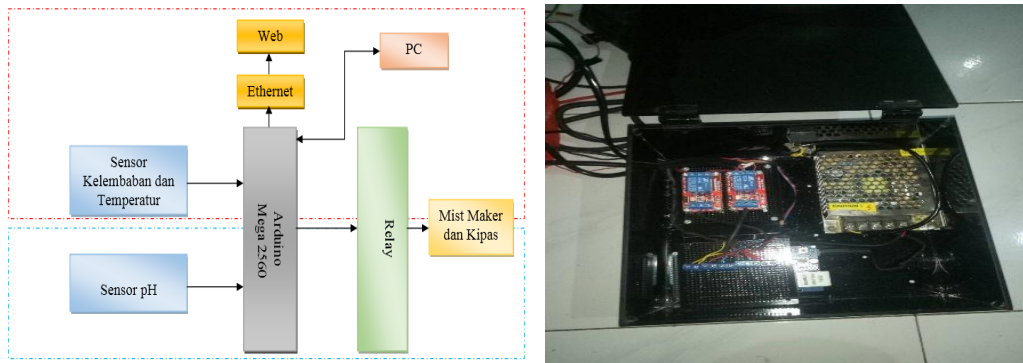 Web
PC
Ethernet
Sensor
Kelembaban dan
Temperatur
Arduino
Mega 2560
Relay
Mist Maker
dan Kipas
Sensor pH